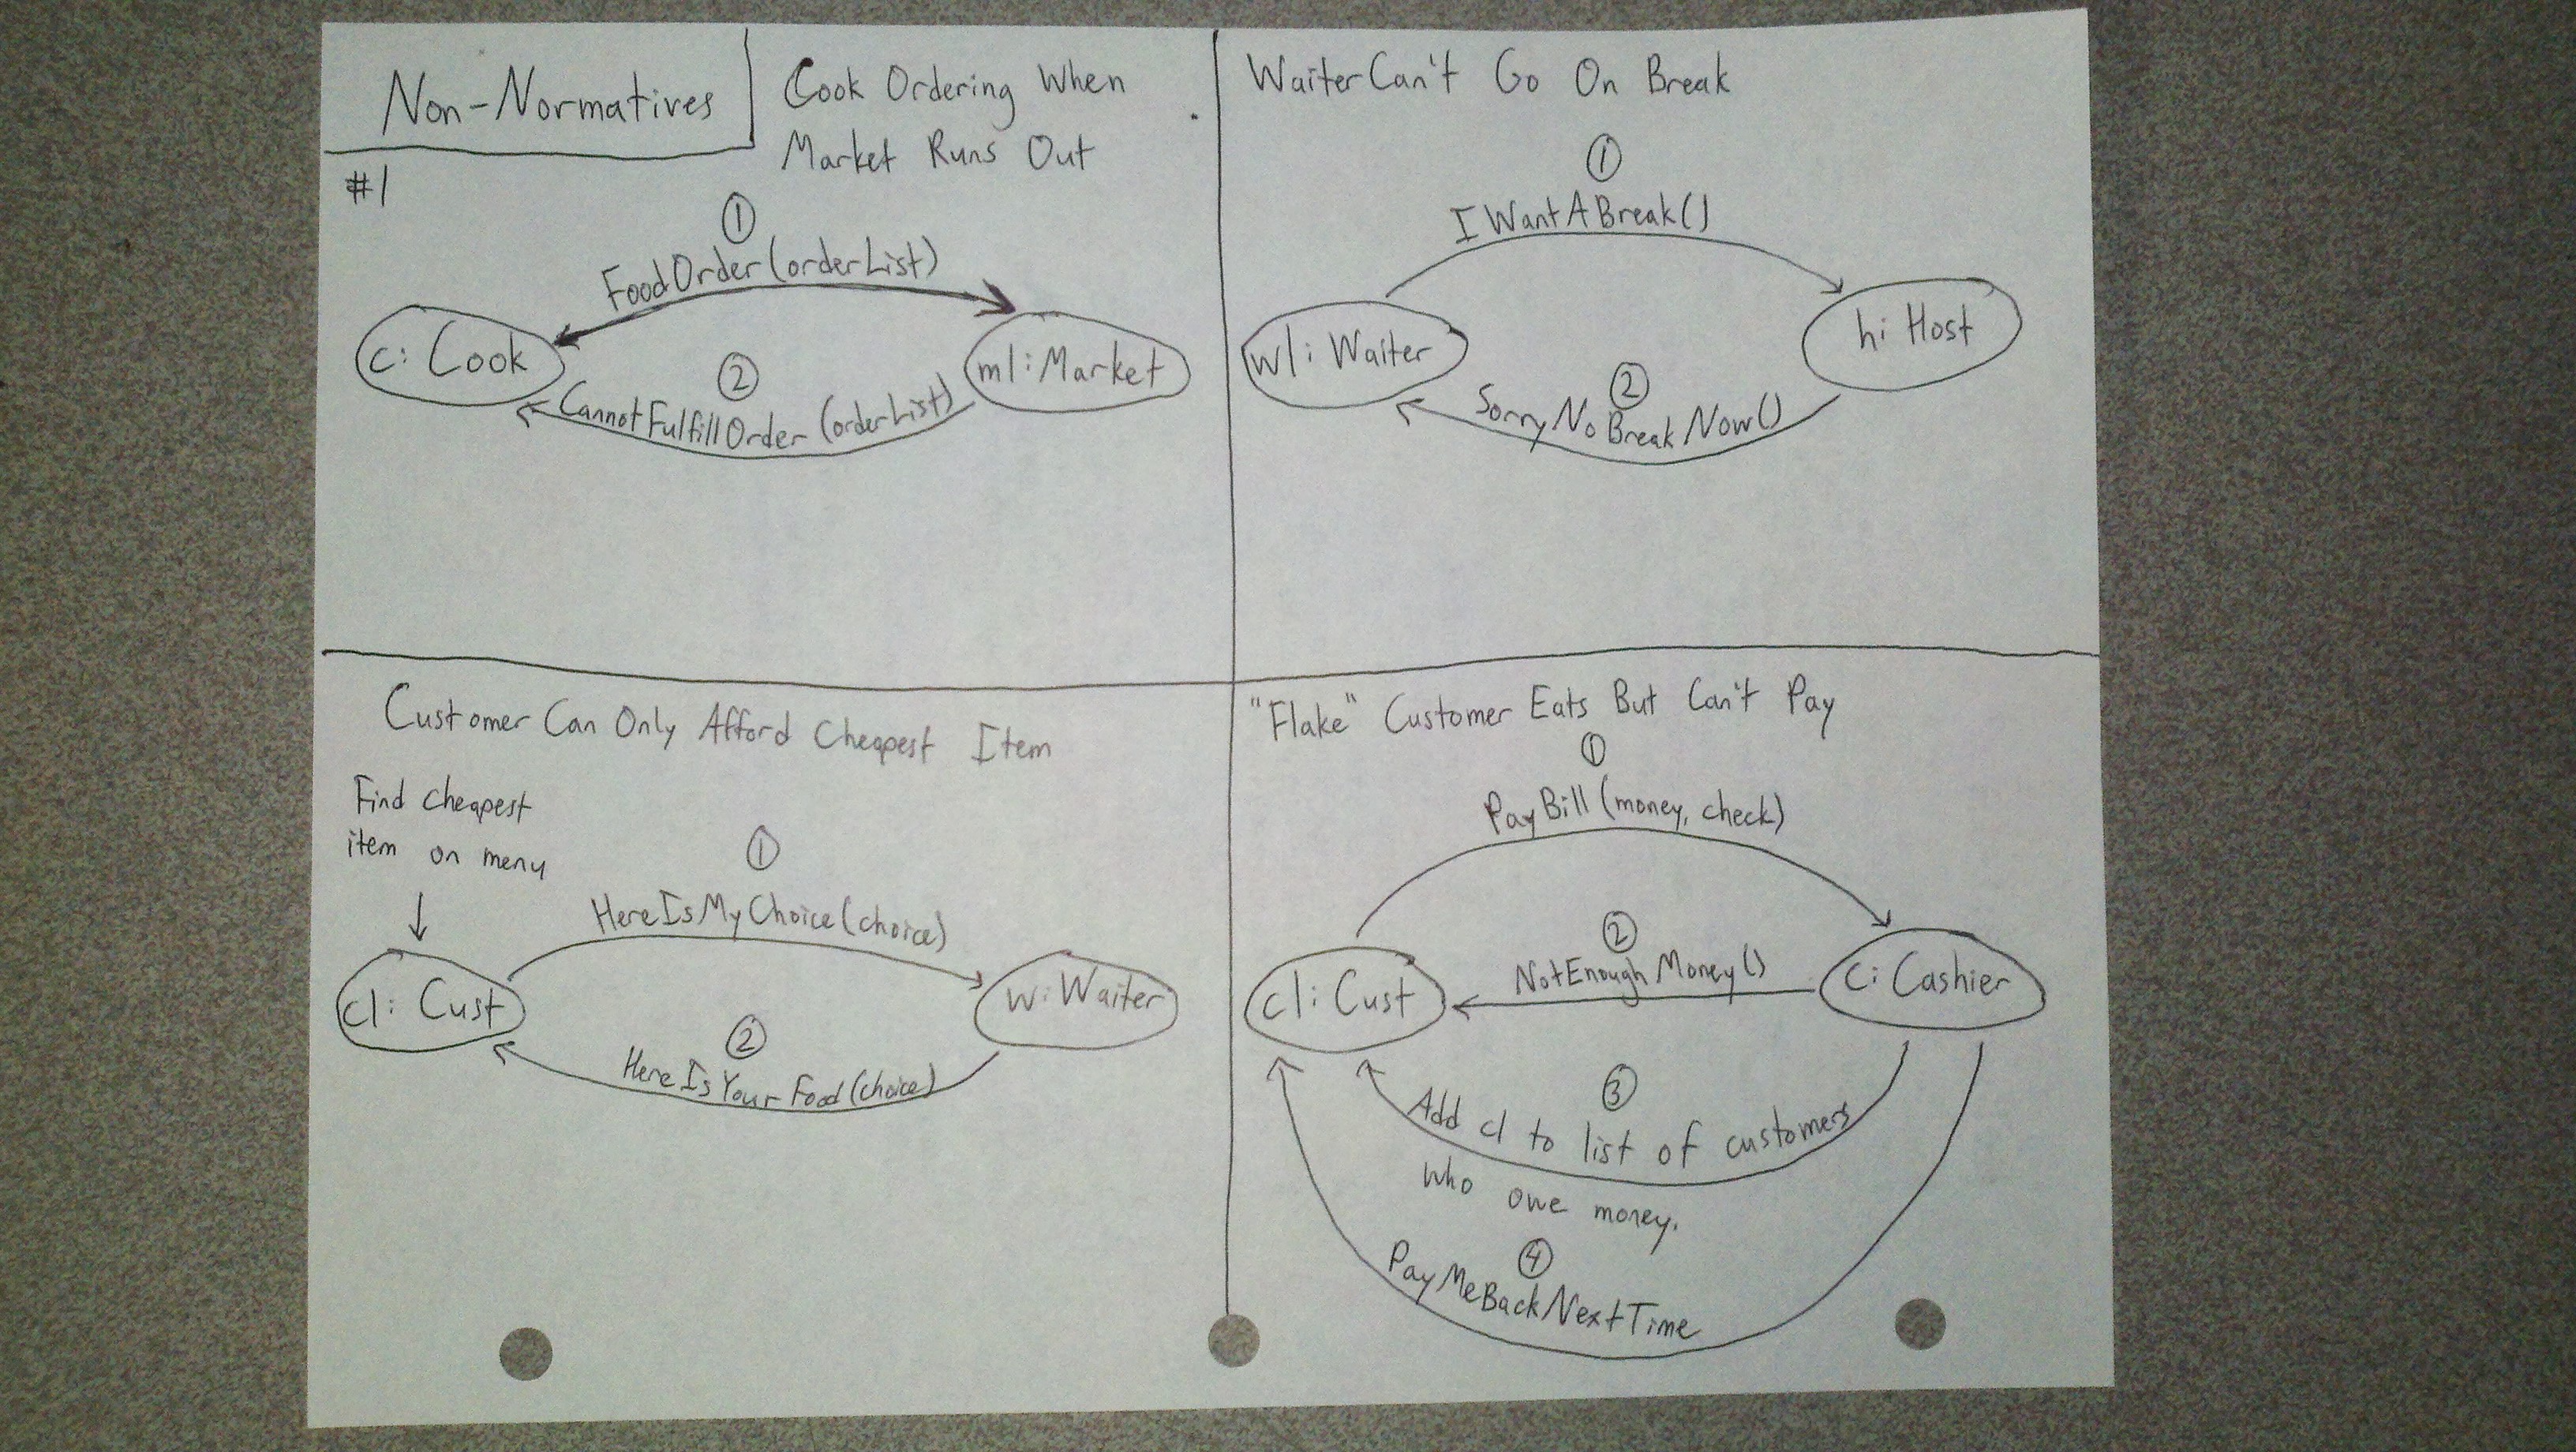 Non-Normatives
#1
Cook Ordering When
Market Runs Out
①
FoodOrder(orderList)
c: Cook
m1: Market
②
CannotFulfillOrder(orderList)
Waiter Can't Go On Break
①
IWantABreak()
w1: Waiter
h: Host
②
SorryNoBreakNow()
Customer Can Only Afford Cheapest Item
Find cheapest
item on menu
①
HereIsMyChoice(choice)
c1: Cust
w: Waiter
②
HereIsYourFood(choice)
"Flake" Customer Eats But Can't Pay
①
PayBill(money, check)
②
NotEnoughMoney()
c1: Cust
c: Cashier
③
Add c1 to list of customers
who owe money.
④
PayMeBackNextTime